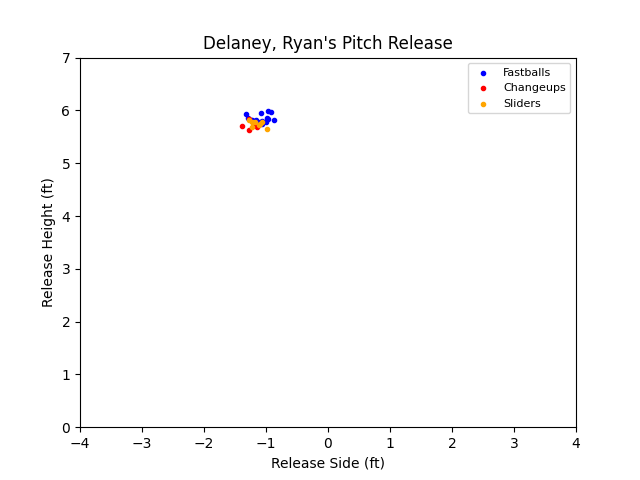 Delaney, Ryan's Pitch Release
Fastballs
Changeups
Sliders
Release Height (ft)
7
6
5
4
3
2
1
0
−4 −3 −2 −1 0 1 2 3 4
Release Side (ft)